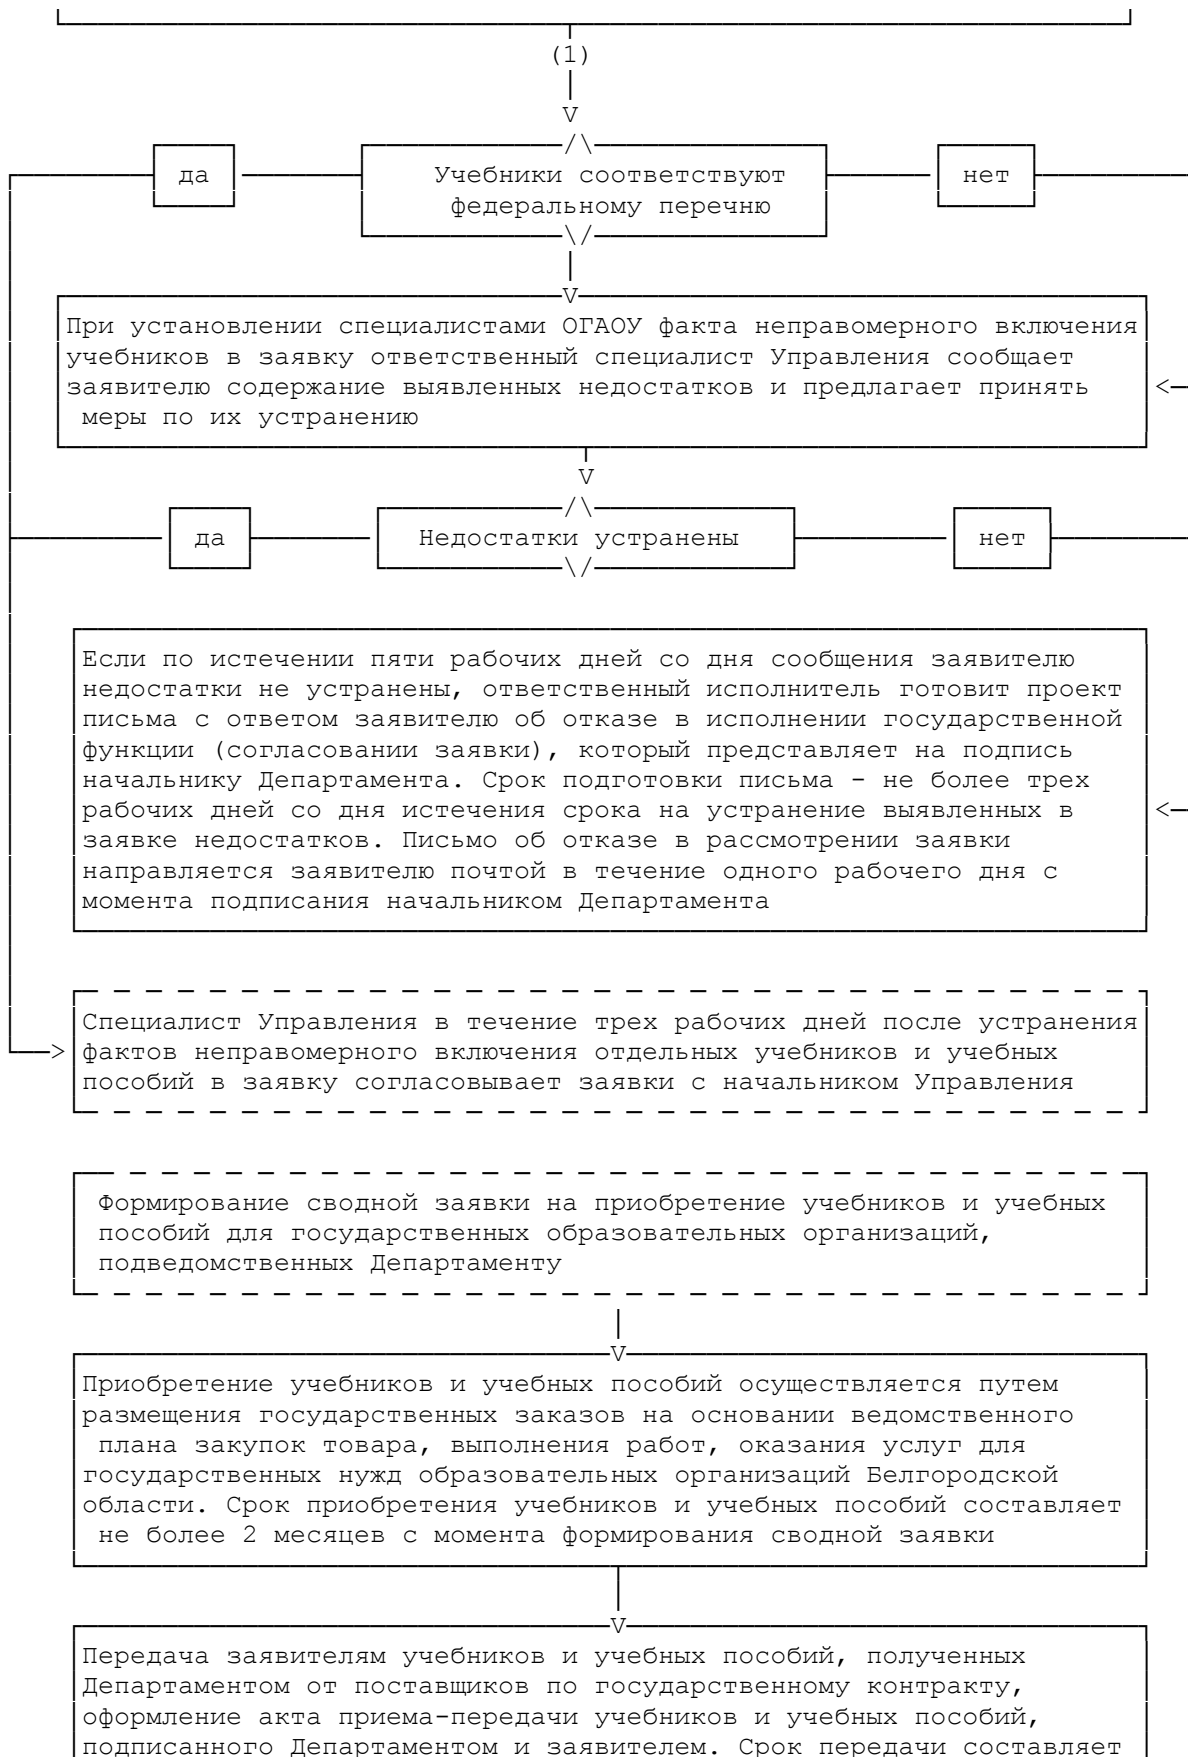 (1)
да
Учебники соответствуют
нет
федеральному перечню
При установлении специалистами ОГАОУ факта неправомерного включения
учебников в заявку ответственный специалист Управления сообщает
заявителю содержание выявленных недостатков и предлагает принять
меры по их устранению
да
Недостатки устранены
нет
Если по истечении пяти рабочих дней со дня сообщения заявителю
недостатки не устранены, ответственный исполнитель готовит проект
письма с ответом заявителю об отказе в исполнении государственной
функции (согласовании заявки), который представляет на подпись
начальнику Департамента. Срок подготовки письма - не более трех
рабочих дней со дня истечения срока на устранение выявленных в
заявке недостатков. Письмо об отказе в рассмотрении заявки
направляется заявителю почтой в течение одного рабочего дня с
момента подписания начальником Департамента
Специалист Управления в течение трех рабочих дней после устранения
фактов неправомерного включения отдельных учебников и учебных
пособий в заявку согласовывает заявки с начальником Управления
Формирование сводной заявки на приобретение учебников и учебных
пособий для государственных образовательных организаций,
подведомственных Департаменту
Приобретение учебников и учебных пособий осуществляется путем
размещения государственных заказов на основании ведомственного
плана закупок товара, выполнения работ, оказания услуг для
государственных нужд образовательных организаций Белгородской
области. Срок приобретения учебников и учебных пособий составляет
не более 2 месяцев с момента формирования сводной заявки
Передача заявителям учебников и учебных пособий, полученных
Департаментом от поставщиков по государственному контракту,
оформление акта приема-передачи учебников и учебных пособий,
подписанного Департаментом и заявителем. Срок передачи составляет